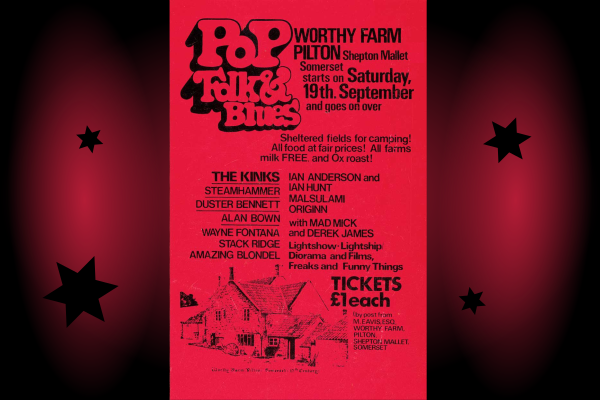 PoP
Folk &
Blues
WORTHY FARM
PILTON Shepton Mallet
Somerset
starts on Saturday,
19th. September
and goes on over
Sheltered fields for camping!
All food at fair prices! All farms
milk FREE, and Ox roast!
THE KINKS
STEAMHAMMER
DUSTER BENNETT
ALAN BOWN
WAYNE FONTANA
STACK RIDGE
AMAZING BLONDEL
IAN ANDERSON and
IAN HUNT
MALSULAMI
ORIGINN
with MAD MICK
and DEREK JAMES
Lightshow-Lightship
Diorama and Films,
Freaks and Funny Things
TICKETS
£1 each
by post from
M. EAVIS, ESQ.
WORTHY FARM,
PILTON,
SHEPTON MALLET,
SOMERSET